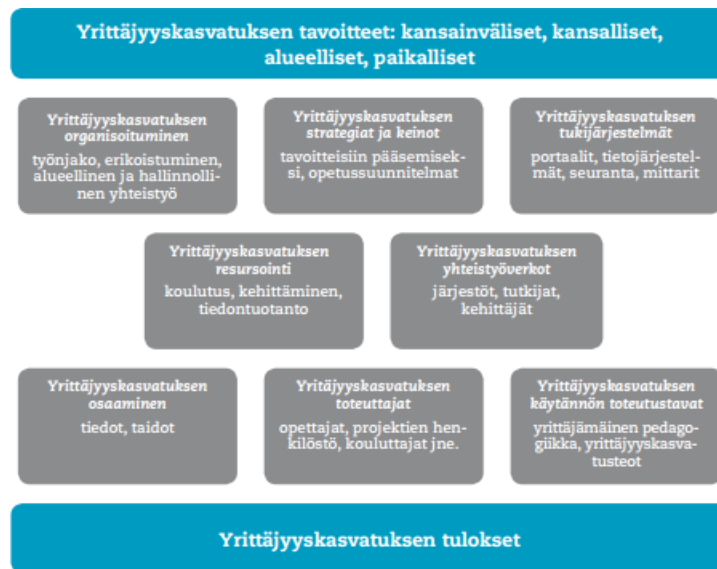 Yrittäjyyskasvatuksen tavoitteet: kansainväliset, kansalliset,
alueelliset, paikalliset
Yrittäjyyskasvatuksen
organisoituminen
työnjako, erikoistuminen,
alueellinen ja hallinnolli-
nen yhteistyö
Yrittäjyyskasvatuksen
strategiat ja keinot
tavoitteisiin pääsemisek-
si, opetussuunnitelmat
Yrittäjyyskasvatuksen
tukijärjestelmät
portaalit, tietojärjestel-
mät, seuranta, mittarit
Yrittäjyyskasvatuksen
resursointi
koulutus, kehittäminen,
tiedontuotanto
Yrittäjyyskasvatuksen
yhteistyöverkot
järjestöt, tutkijat,
kehittäjät
Yrittäjyyskasvatuksen
osaaminen
tiedot, taidot
Yritäjyyskasvatuksen
toteuttajat
opettajat, projektien hen-
kilöstö, kouluttajat jne.
Yrittäjyyskasvatuksen
käytännön toteutustavat
yrittäjämäinen pedago-
giikka, yrittäjyyskasva-
tusteot
Yrittäjyyskasvatuksen tulokset